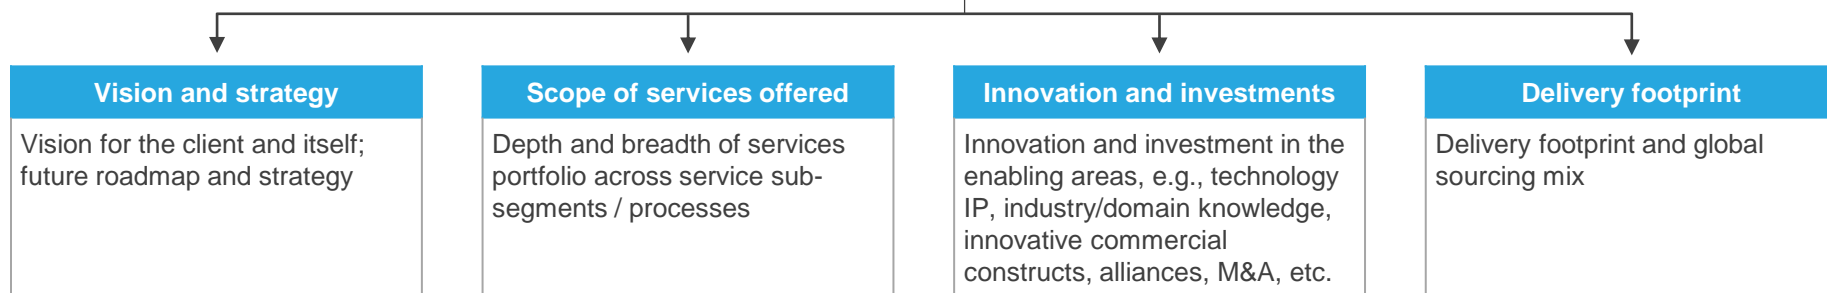 Vision and strategy
Vision for the client and itself;
future roadmap and strategy
Scope of services offered
Depth and breadth of services
portfolio across service sub-
segments / processes
Innovation and investments
Innovation and investment in the
enabling areas, e.g., technology
IP, industry/domain knowledge,
innovative commercial
constructs, alliances, M&A, etc.
Delivery footprint
Delivery footprint and global
sourcing mix